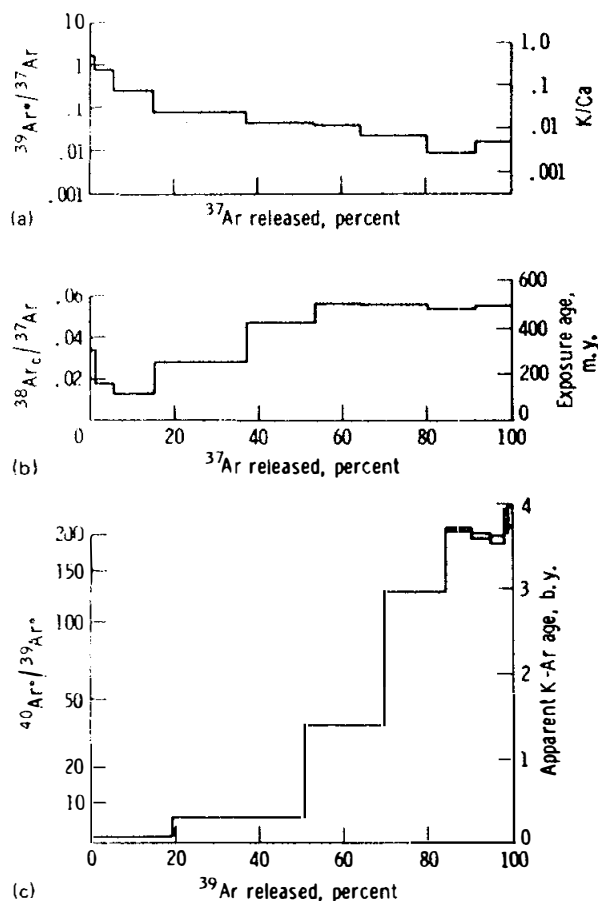 10
1
.1
.01
.001
³⁹Ar*/³⁷Ar
1.0
.1
.01
.001
K/Ca
³⁷Ar released, percent
(a)
.06
.04
.02
³⁸Ar_c/³⁷Ar
600
400
200
0
Exposure age, m. y.
0 20 40 60 80 100
³⁷Ar released, percent
(b)
200
150
100
50
20
10
⁴⁰Ar*/³⁹Ar*
4
3
2
1
0
Apparent K-Ar age, b. y.
0 20 40 60 80 100
³⁹Ar released, percent
(c)